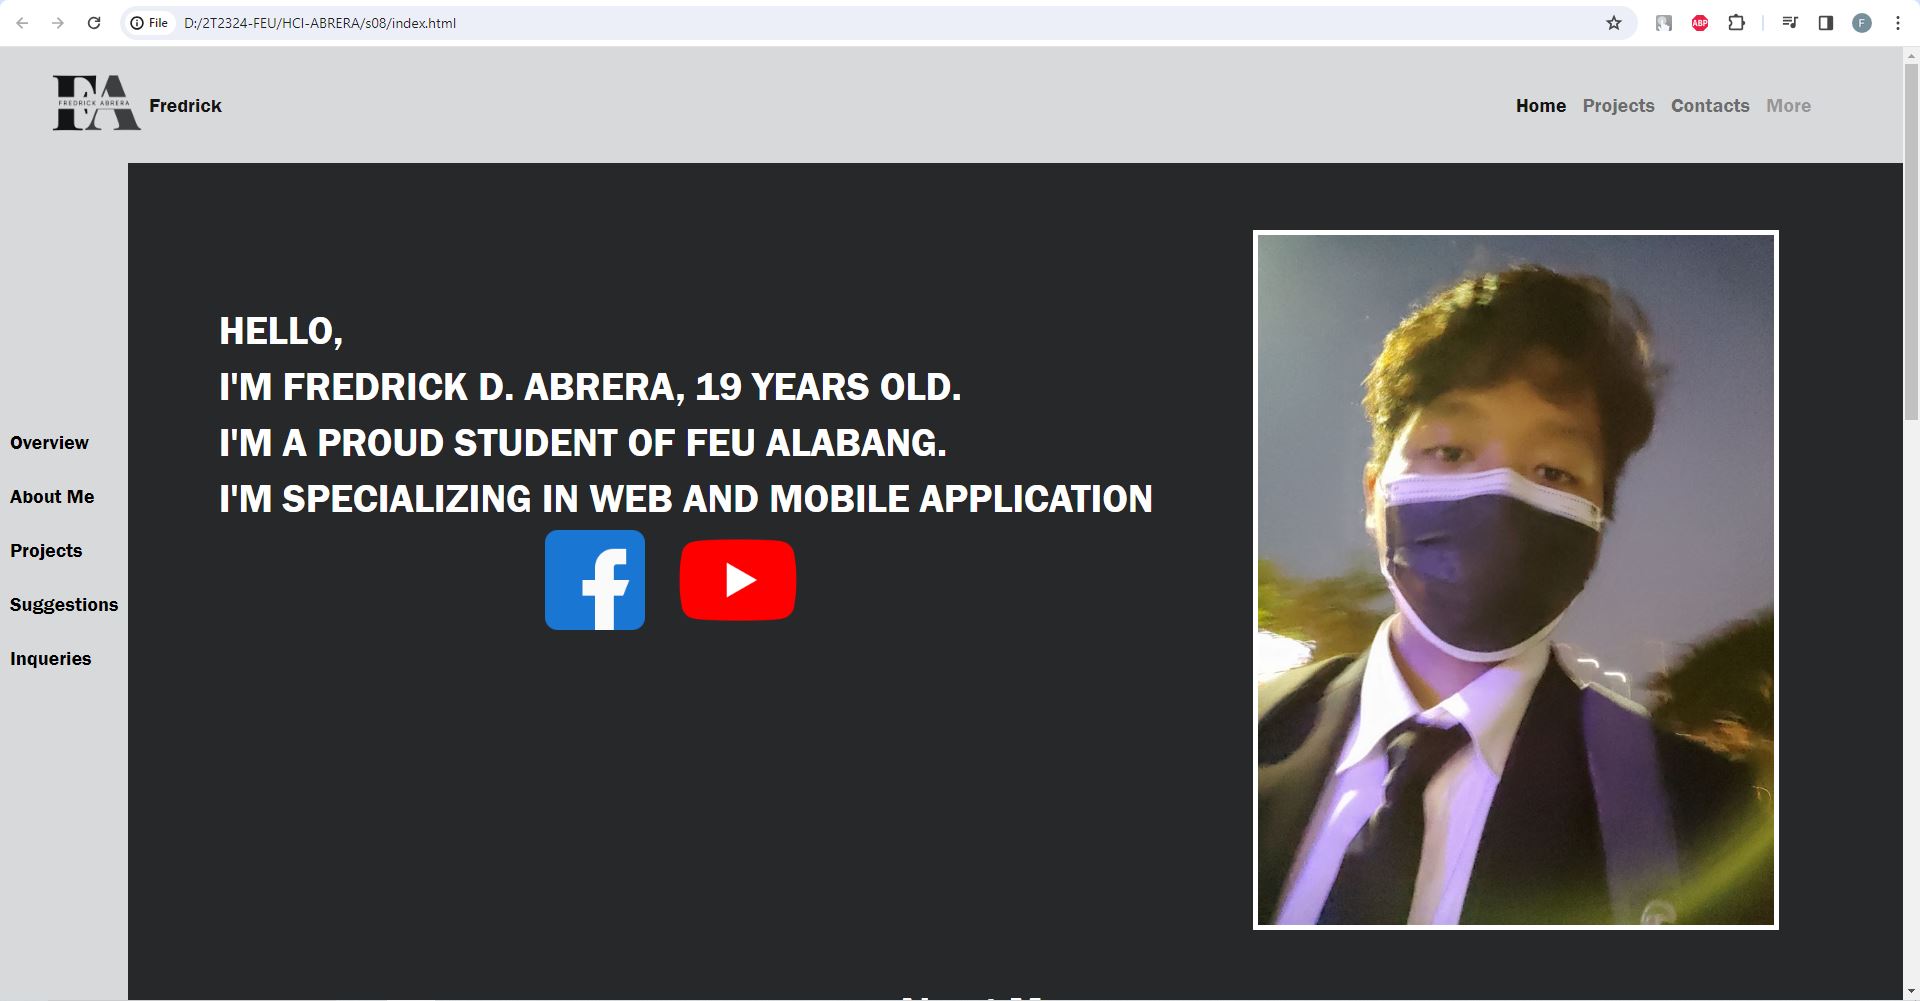 File D:/2T2324-FEU/HCI-ABRERA/s08/index.html
ABP
F
FA
FREDRICK ABRERA
Fredrick
Home Projects Contacts More
HELLO,
I'M FREDRICK D. ABRERA, 19 YEARS OLD.
I'M A PROUD STUDENT OF FEU ALABANG.
I'M SPECIALIZING IN WEB AND MOBILE APPLICATION
Overview
About Me
Projects
Suggestions
Inqueries